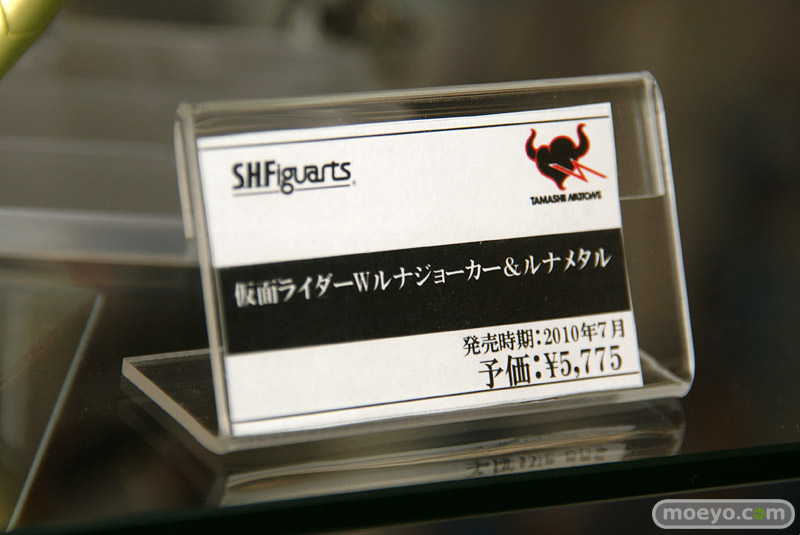 S.H.Figuarts
TAMASHII NATIONS
仮面ライダーWルナジョーカー&ルナメタル
発売時期:2010年7月
予価:¥5,775
moeyo.com